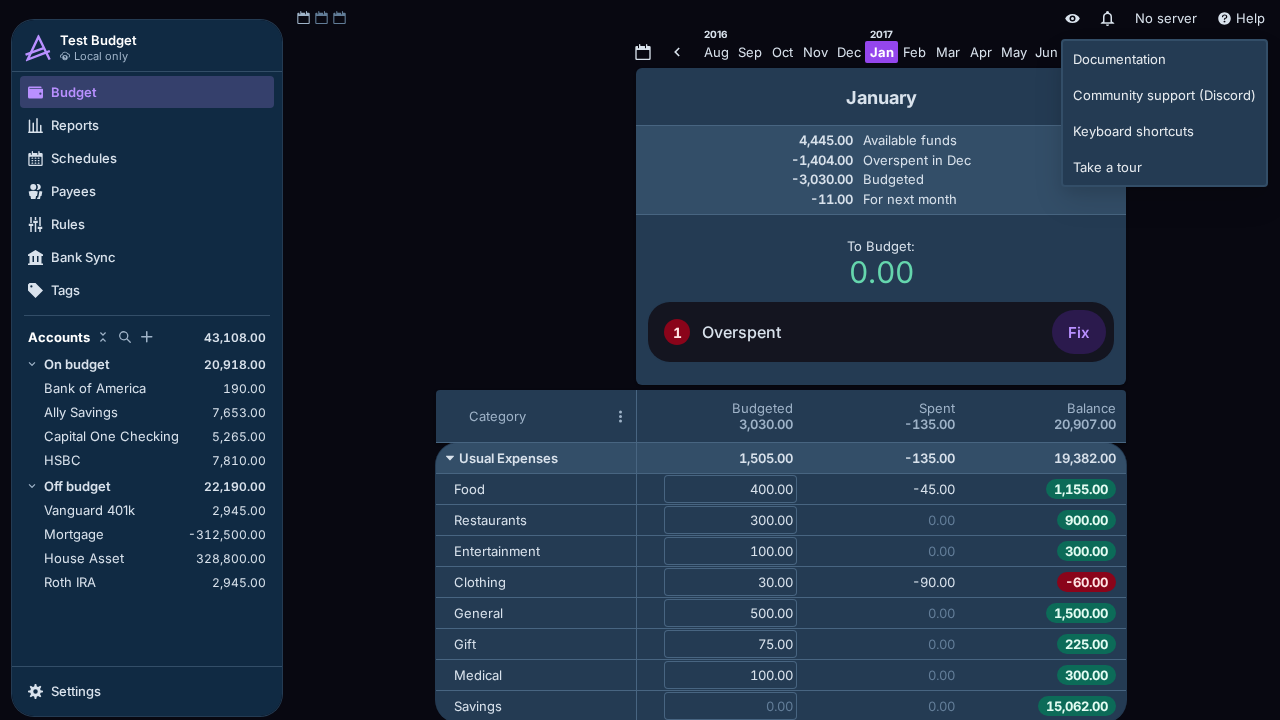 Test Budget
Local only
Budget
Reports
Schedules
Payees
Rules
Bank Sync
Tags
Accounts 43,108.00
On budget 20,918.00
Bank of America 190.00
Ally Savings 7,653.00
Capital One Checking 5,265.00
HSBC 7,810.00
Off budget 22,190.00
Vanguard 401k 2,945.00
Mortgage -312,500.00
House Asset 328,800.00
Roth IRA 2,945.00
Settings
No server Help
2016 2017
Aug Sep Oct Nov Dec Jan Feb Mar Apr May Jun
Documentation
Community support (Discord)
Keyboard shortcuts
Take a tour
January
4,445.00 Available funds
-1,404.00 Overspent in Dec
-3,030.00 Budgeted
-11.00 For next month
To Budget:
0.00
1 Overspent Fix
Category Budgeted Spent Balance
3,030.00 -135.00 20,907.00
Usual Expenses 1,505.00 -135.00 19,382.00
Food 400.00 -45.00 1,155.00
Restaurants 300.00 0.00 900.00
Entertainment 100.00 0.00 300.00
Clothing 30.00 -90.00 -60.00
General 500.00 0.00 1,500.00
Gift 75.00 0.00 225.00
Medical 100.00 0.00 300.00
Savings 0.00 0.00 15,062.00